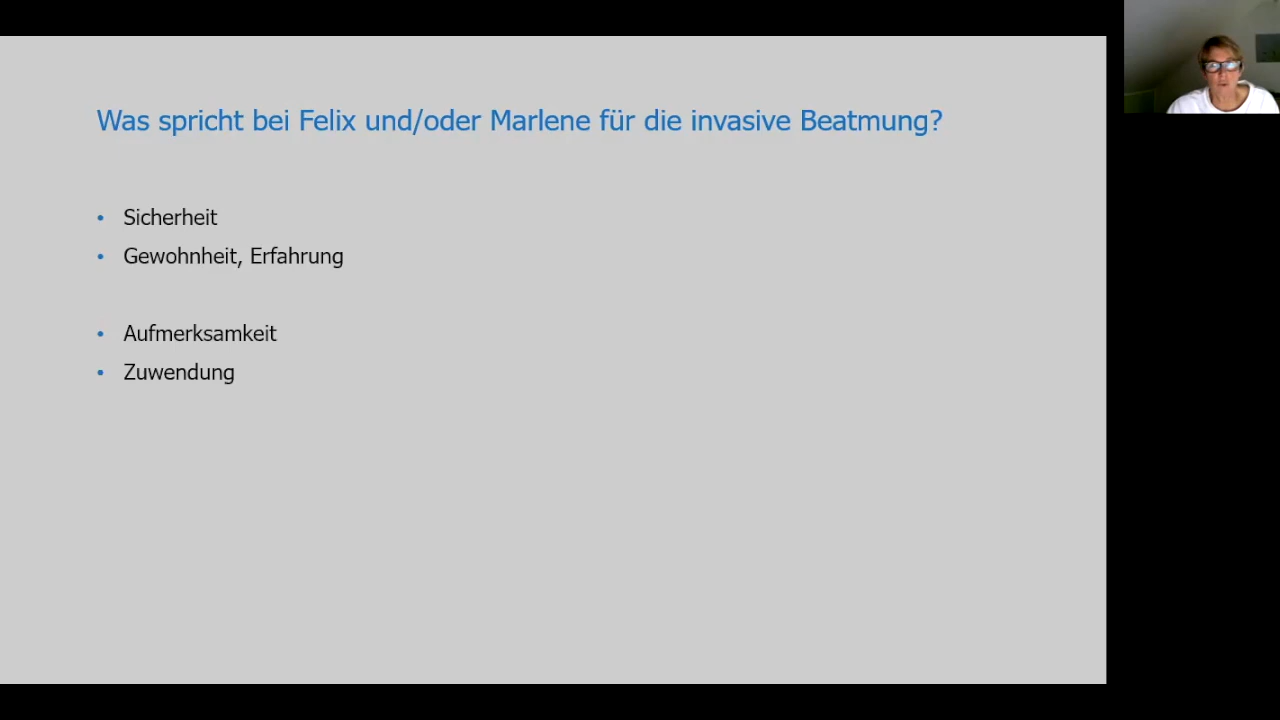 Was spricht bei Felix und/oder Marlene für die invasive Beatmung?
• Sicherheit
• Gewohnheit, Erfahrung
• Aufmerksamkeit
• Zuwendung